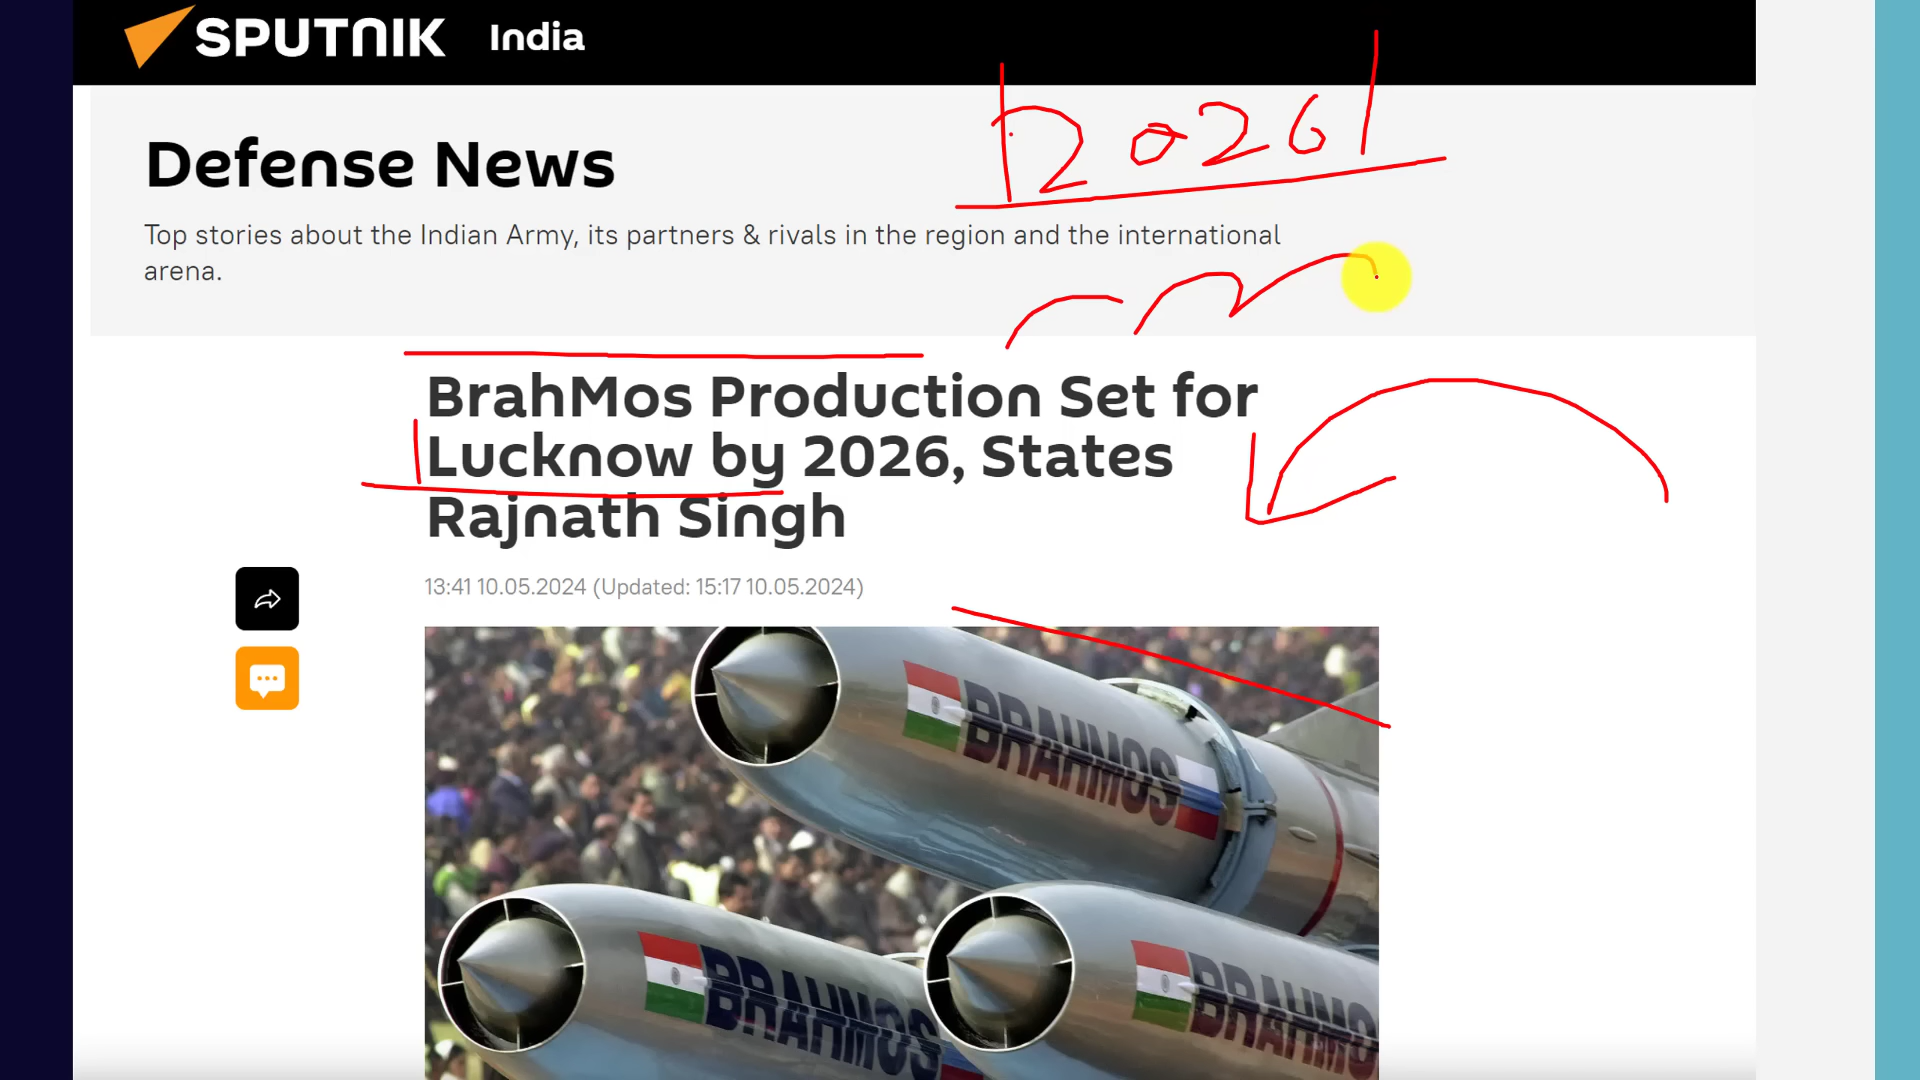 SPUTNIK India
2026
Defense News
Top stories about the Indian Army, its partners & rivals in the region and the international
arena.
BrahMos Production Set for
Lucknow by 2026, States
Rajnath Singh
13:41 10.05.2024 (Updated: 15:17 10.05.2024)
BRAHMOS
BRAHMOS
BRAHMO